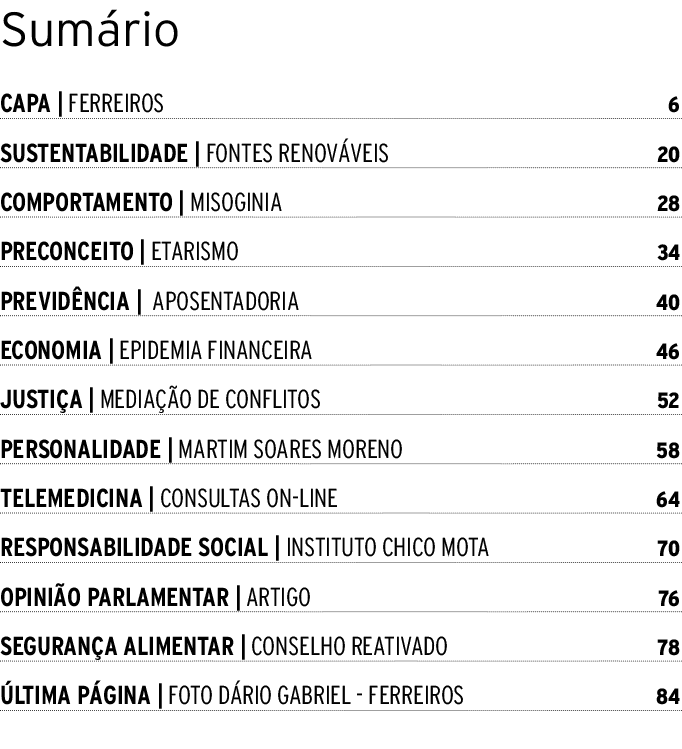 Sumário
CAPA | FERREIROS 6
SUSTENTABILIDADE | FONTES RENOVÁVEIS 20
COMPORTAMENTO | MISOGINIA 28
PRECONCEITO | ETARISMO 34
PREVIDÊNCIA | APOSENTADORIA 40
ECONOMIA | EPIDEMIA FINANCEIRA 46
JUSTIÇA | MEDIAÇÃO DE CONFLITOS 52
PERSONALIDADE | MARTIM SOARES MORENO 58
TELEMEDICINA | CONSULTAS ON-LINE 64
RESPONSABILIDADE SOCIAL | INSTITUTO CHICO MOTA 70
OPINIÃO PARLAMENTAR | ARTIGO 76
SEGURANÇA ALIMENTAR | CONSELHO REATIVADO 78
ÚLTIMA PÁGINA | FOTO DÁRIO GABRIEL - FERREIROS 84